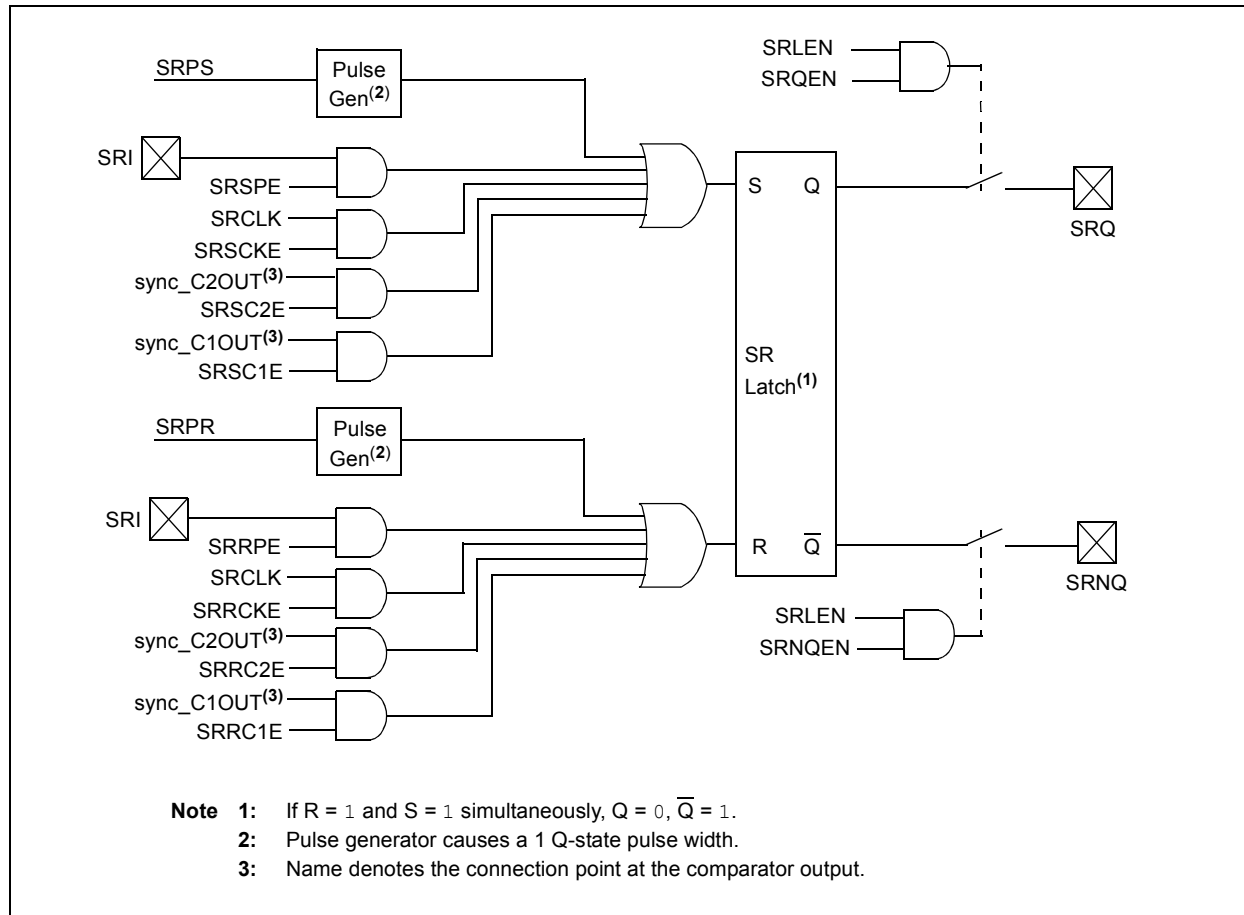 SRPS
Pulse
Gen(2)
SRI
SRSPE
SRCLK
SRSCKE
sync_C2OUT(3)
SRSC2E
sync_C1OUT(3)
SRSC1E
SRPR
Pulse
Gen(2)
SRI
SRRPE
SRCLK
SRRCKE
sync_C2OUT(3)
SRRC2E
sync_C1OUT(3)
SRRC1E
S Q
SR
Latch(1)
R Q̅
SRLEN
SRQEN
SRQ
SRNQ
SRLEN
SRNQEN
Note 1: If R = 1 and S = 1 simultaneously, Q = 0, Q̅ = 1.
2: Pulse generator causes a 1 Q-state pulse width.
3: Name denotes the connection point at the comparator output.